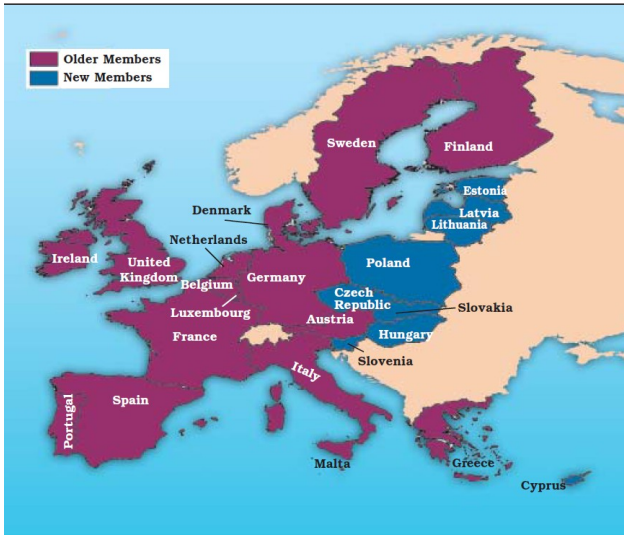 Older Members
New Members
Sweden
Finland
Estonia
Latvia
Lithuania
Denmark
Netherlands
Ireland
United
Kingdom
Belgium
Germany
Poland
Luxembourg
Czech
Republic
Slovakia
France
Austria
Hungary
Slovenia
Italy
Portugal
Spain
Malta
Greece
Cyprus